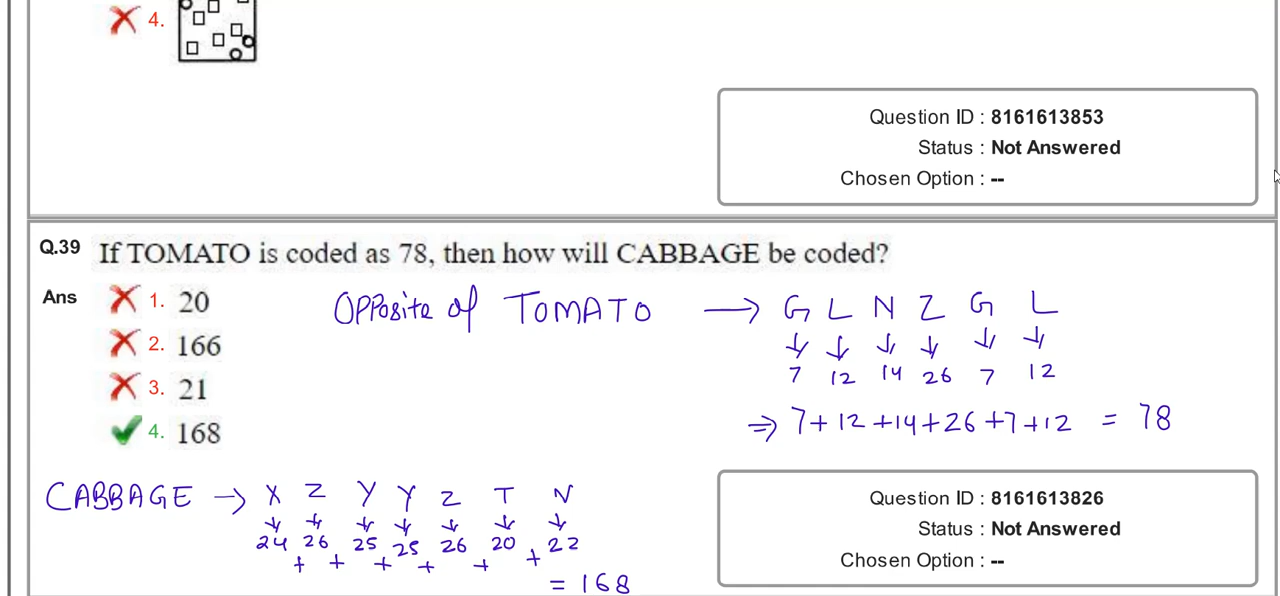 4.
Question ID : 8161613853
Status : Not Answered
Chosen Option : --
Q.39 If TOMATO is coded as 78, then how will CABBAGE be coded?
Ans 1. 20
2. 166
3. 21
4. 168
Opposite of TOMATO → G L N Z G L
↓ ↓ ↓ ↓ ↓ ↓
7 12 14 26 7 12
⇒ 7+12+14+26+7+12 = 78
CABBAGE → X Z Y Y Z T V
↓ ↓ ↓ ↓ ↓ ↓ ↓
24 26 25 25 26 20 22
+ + + + + +
= 168
Question ID : 8161613826
Status : Not Answered
Chosen Option : --